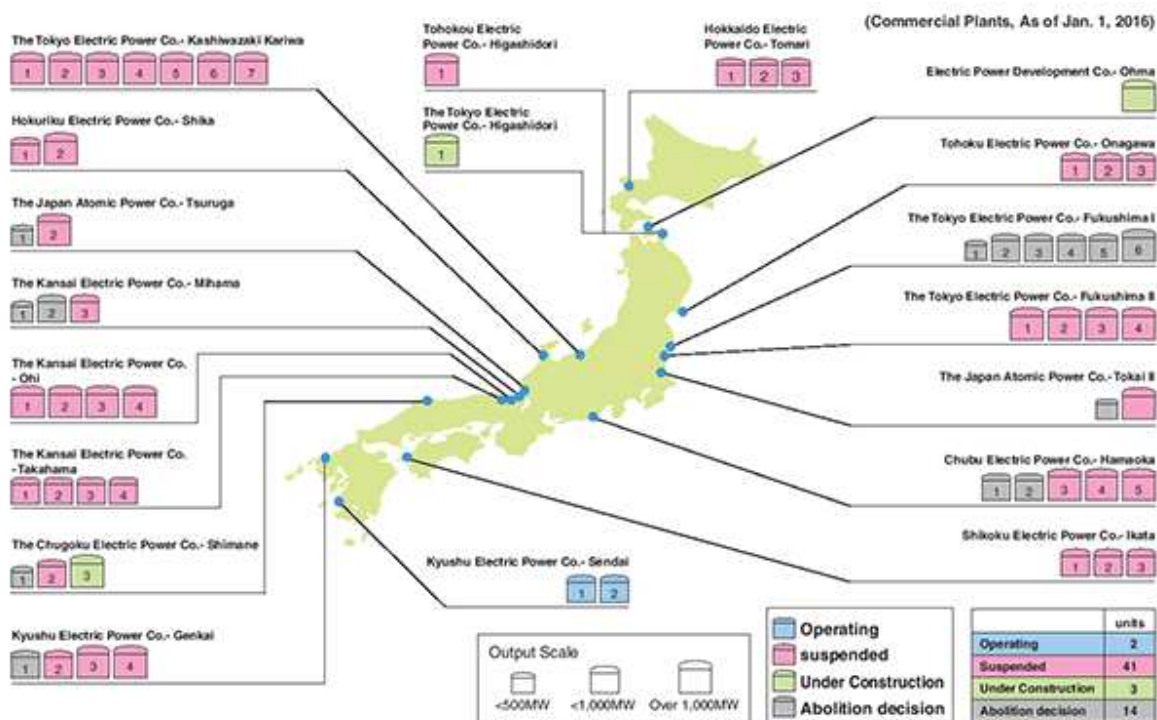 (Commercial Plants, As of Jan. 1, 2016)
The Tokyo Electric Power Co.- Kashiwazaki Kariwa
1 2 3 4 5 6 7
Hokuriku Electric Power Co.- Shika
1 2
The Japan Atomic Power Co.- Tsuruga
1 2
The Kansai Electric Power Co.- Mihama
1 2 3
The Kansai Electric Power Co.
- Ohi
1 2 3 4
The Kansai Electric Power Co.
-Takahama
1 2 3 4
The Chugoku Electric Power Co.- Shimane
1 2 3
Kyushu Electric Power Co.- Genkai
1 2 3 4
Tohokou Electric
Power Co.- Higashidori
1
The Tokyo Electric
Power Co.- Higashidori
1
Hokkaido Electric
Power Co.- Tomari
1 2 3
Electric Power Development Co.- Ohma
Tohoku Electric Power Co.- Onagawa
1 2 3
The Tokyo Electric Power Co.- Fukushima I
1 2 3 4 5 6
The Tokyo Electric Power Co.- Fukushima II
1 2 3 4
The Japan Atomic Power Co.- Tokai II
Chubu Electric Power Co.- Hamaoka
1 2 3 4 5
Shikoku Electric Power Co.- Ikata
1 2 3
Kyushu Electric Power Co.- Sendai
1 2
Output Scale
<500MW <1,000MW Over 1,000MW
Operating
suspended
Under Construction
Abolition decision
units
Operating 2
Suspended 41
Under Construction 3
Abolition decision 14